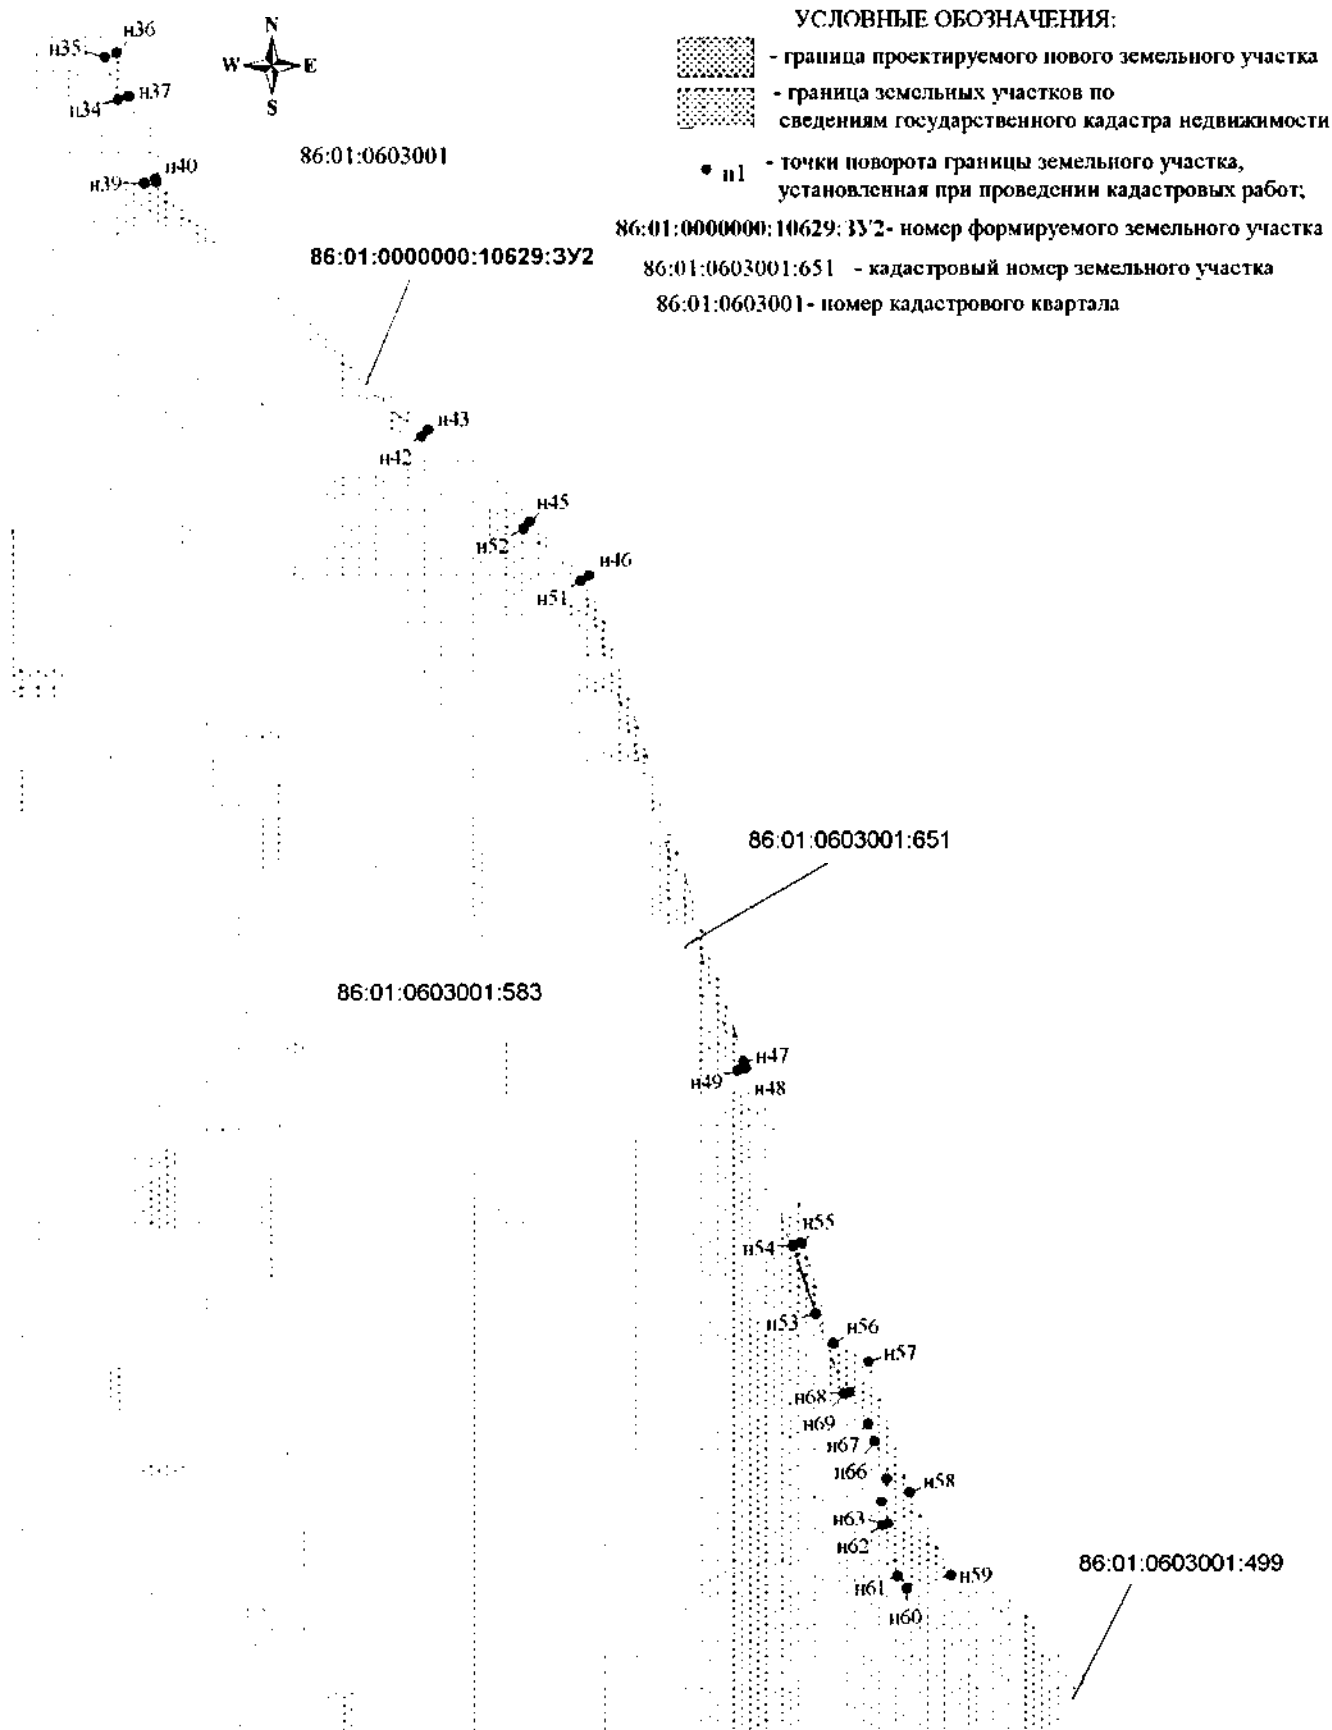 УСЛОВНЫЕ ОБОЗНАЧЕНИЯ:
- граница проектируемого нового земельного участка
- граница земельных участков по
сведениям государственного кадастра недвижимости
н1 - точки поворота границы земельного участка,
установленная при проведении кадастровых работ;
86:01:0000000:10629:ЗУ2- номер формируемого земельного участка
86:01:0603001:651 - кадастровый номер земельного участка
86:01:0603001- номер кадастрового квартала
N
W E
S
н36
н35
н37
н34
86:01:0603001
н40
н39
86:01:0000000:10629:ЗУ2
н43
н42
н45
н52
н46
н51
86:01:0603001:651
86:01:0603001:583
н47
н49
н48
н55
н54
н53
н56
н57
н68
н69
н67
н66
н58
н63
н62
86:01:0603001:499
н59
н61
н60